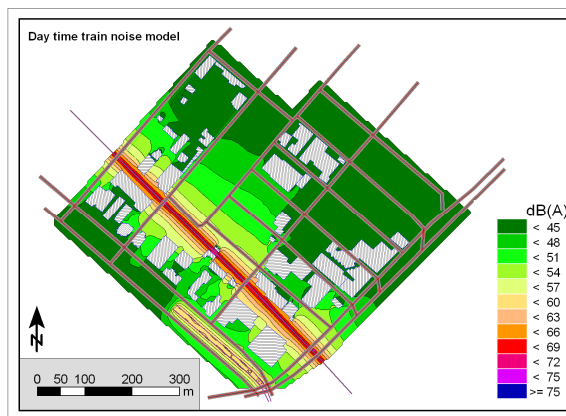 Day time train noise model
dB(A)
< 45
< 48
< 51
< 54
< 57
< 60
< 63
< 66
< 69
< 72
< 75
>= 75
N
0 50 100 200 300
m